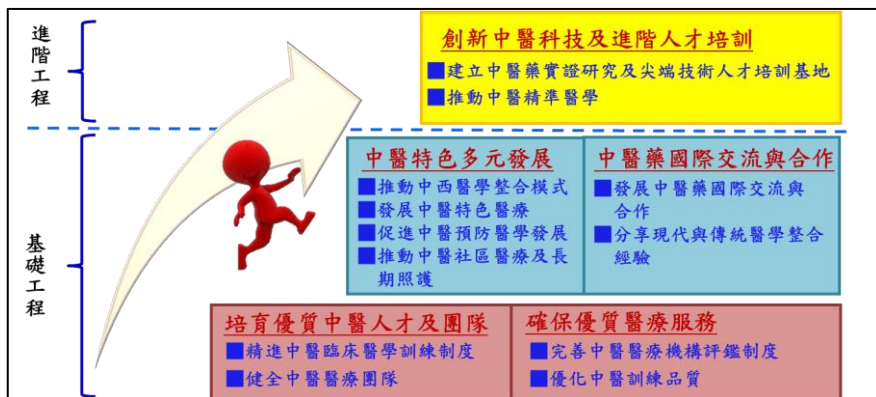 進階工程
創新中醫科技及進階人才培訓
■建立中醫藥實證研究及尖端技術人才培訓基地
■推動中醫精準醫學
基礎工程
中醫特色多元發展
■推動中西醫學整合模式
■發展中醫特色醫療
■促進中醫預防醫學發展
■推動中醫社區醫療及長
期照護
中醫藥國際交流與合作
■發展中醫藥國際交流與
合作
■分享現代與傳統醫學整合
經驗
培育優質中醫人才及團隊
■精進中醫臨床醫學訓練制度
■健全中醫醫療團隊
確保優質醫療服務
■完善中醫醫療機構評鑑制度
■優化中醫訓練品質